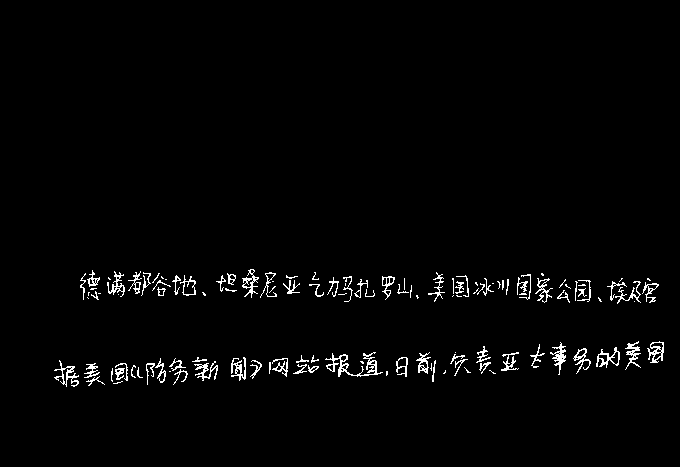 德满都谷地、坦桑尼亚乞力马扎罗山、美国冰川国家公园、埃及宫
据美国《防务新闻》网站报道,日前,负责亚太事务的美国